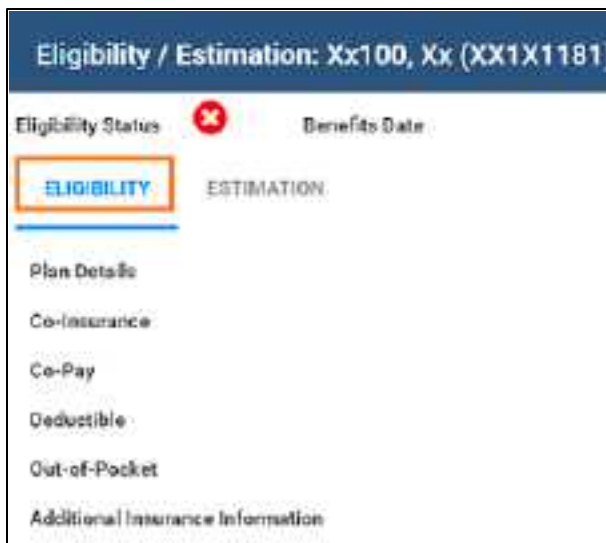 Eligibility / Estimation: Xx100, Xx (XX1X1181)
Eligibility Status Benefits Date
ELIGIBILITY ESTIMATION
Plan Details
Co-Insurance
Co-Pay
Deductible
Out-of-Pocket
Additional Insurance Information